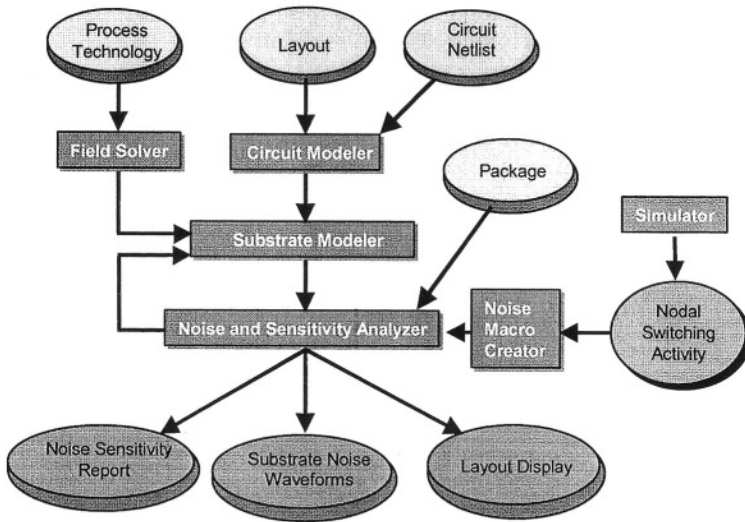 Process
Technology
Layout
Circuit
Netlist
Field Solver
Circuit Modeler
Package
Simulator
Substrate Modeler
Noise and Sensitivity Analyzer
Noise
Macro
Creator
Nodal
Switching
Activity
Noise Sensitivity
Report
Substrate Noise
Waveforms
Layout Display